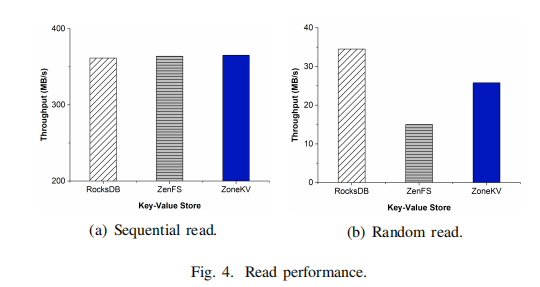 400
300
200
Throughput (MB/s)
RocksDB ZenFS ZoneKV
Key-Value Store
(a) Sequential read.
40
30
20
10
0
Throughput (MB/s)
RocksDB ZenFS ZoneKV
Key-Value Store
(b) Random read.
Fig. 4. Read performance.